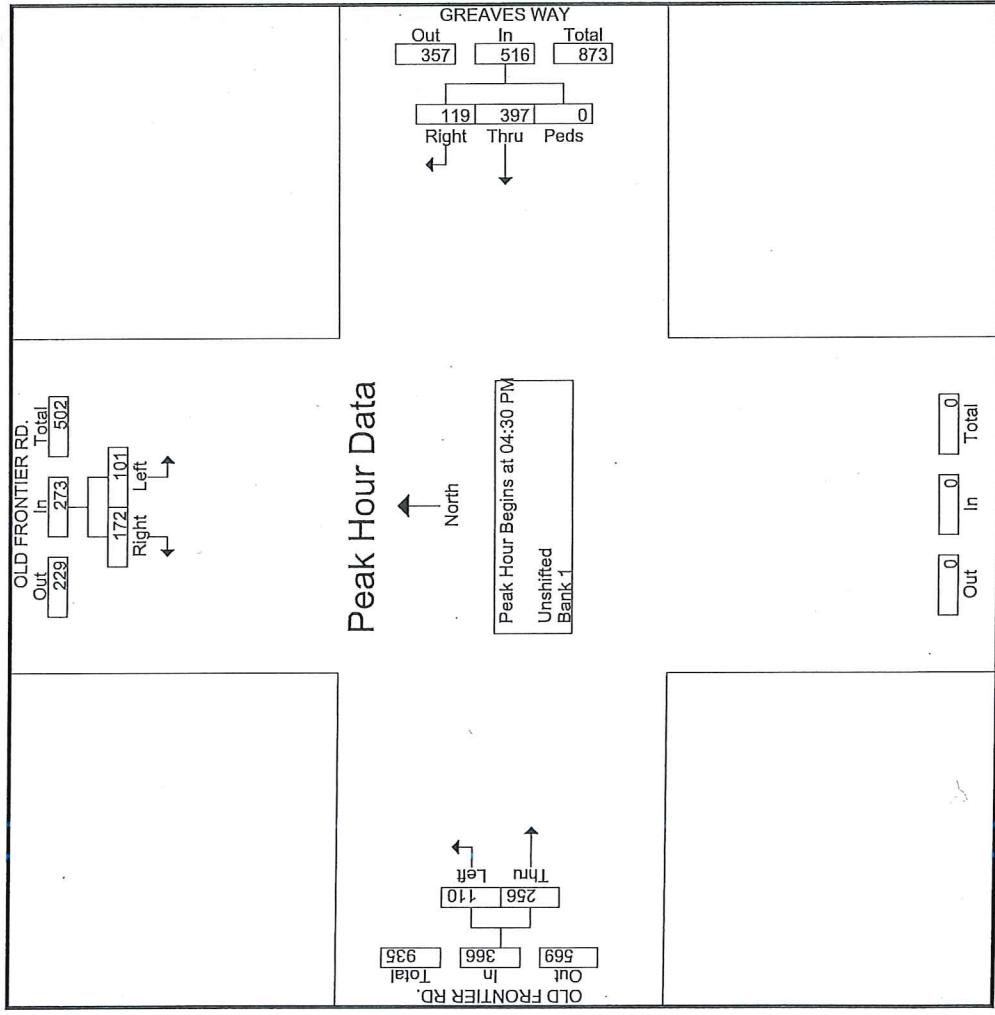 GREAVES WAY
Out In Total
357 516 873
119 397 0
Right Thru Peds
OLD FRONTIER RD.
Out In Total
229 273 502
172 101
Right Left
Peak Hour Data
North
Peak Hour Begins at 04:30 PM
Unshifted
Bank 1
Left Thru
110 256
935 366 569
Total In Out
OLD FRONTIER RD.
0 0 0
Out In Total